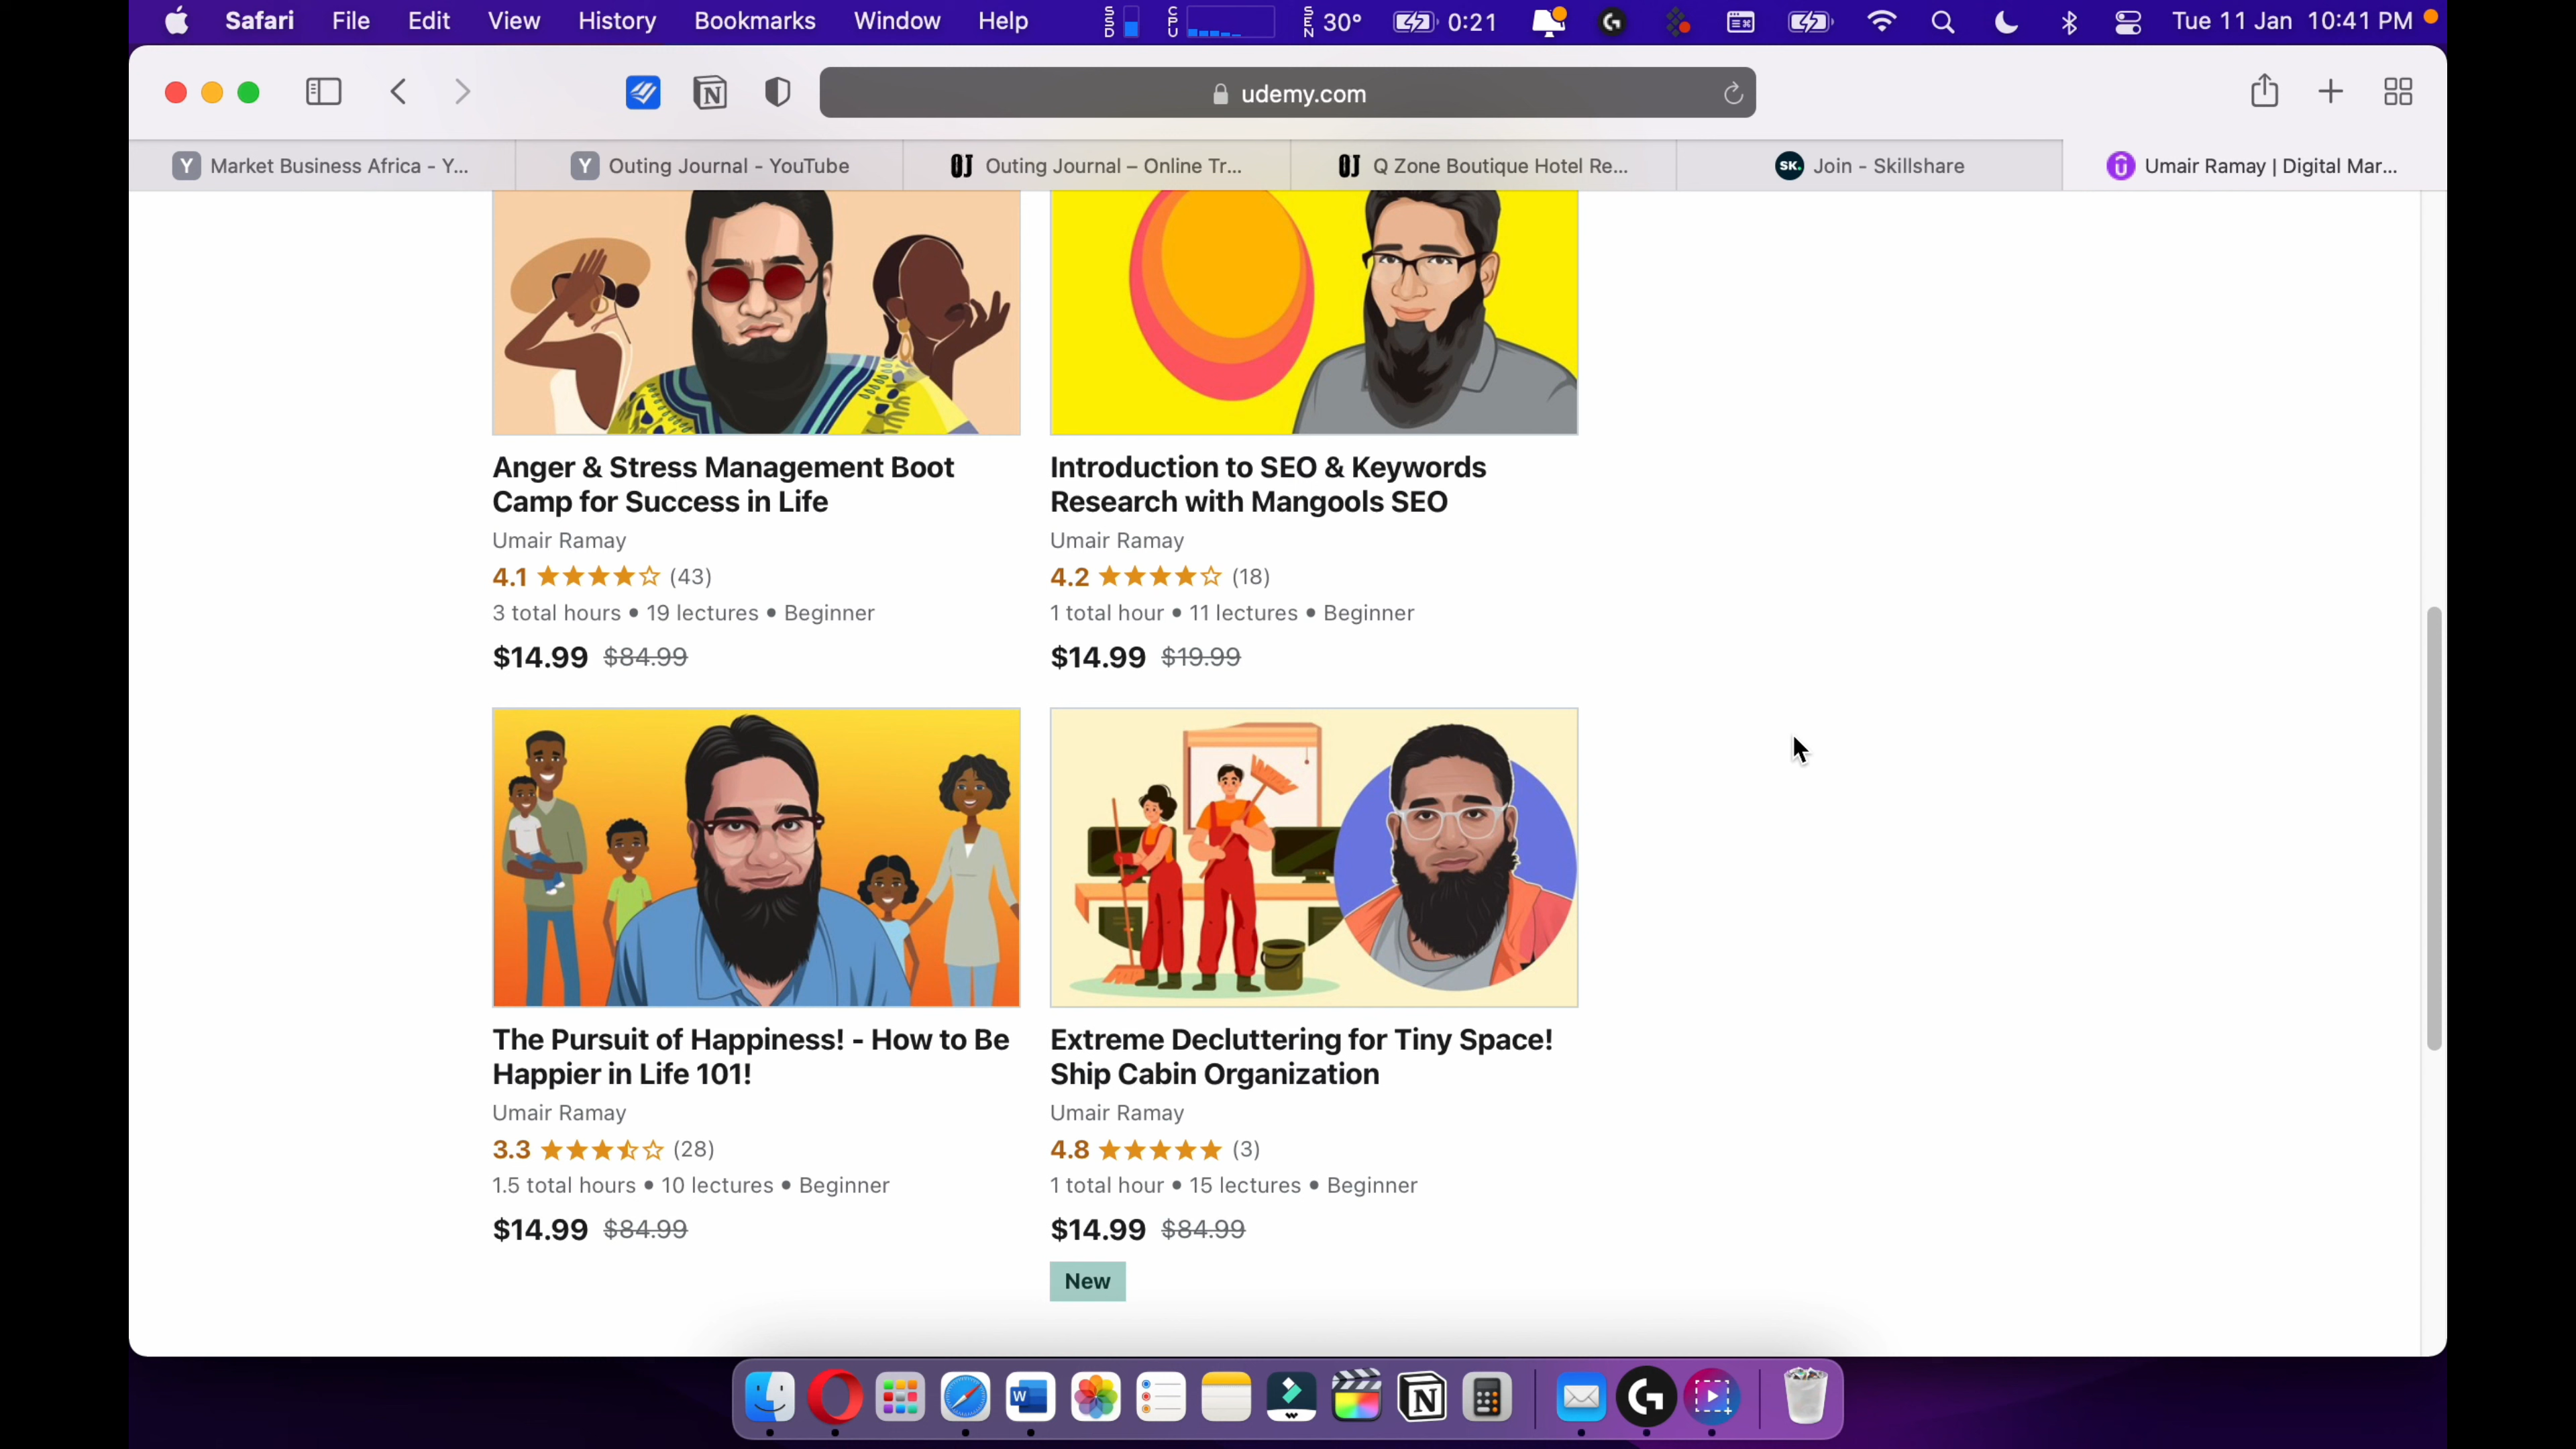 Safari File Edit View History Bookmarks Window Help SSD CPU SEN 30° 0:21 Tue 11 Jan 10:41 PM
udemy.com
Y Market Business Africa - Y... Y Outing Journal - YouTube OJ Outing Journal – Online Tr... OJ Q Zone Boutique Hotel Re... SK. Join - Skillshare Umair Ramay | Digital Mar...
Anger & Stress Management Boot
Camp for Success in Life
Umair Ramay
4.1 (43)
3 total hours • 19 lectures • Beginner
$14.99 $84.99
Introduction to SEO & Keywords
Research with Mangools SEO
Umair Ramay
4.2 (18)
1 total hour • 11 lectures • Beginner
$14.99 $19.99
The Pursuit of Happiness! - How to Be
Happier in Life 101!
Umair Ramay
3.3 (28)
1.5 total hours • 10 lectures • Beginner
$14.99 $84.99
Extreme Decluttering for Tiny Space!
Ship Cabin Organization
Umair Ramay
4.8 (3)
1 total hour • 15 lectures • Beginner
$14.99 $84.99
New